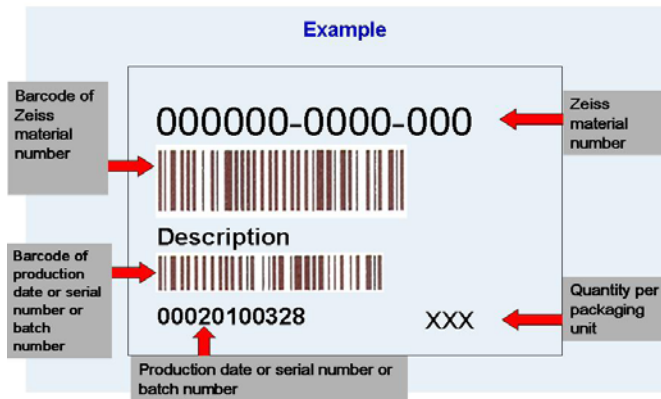 Example
Barcode of
Zeiss
material
number
000000-0000-000
Zeiss
material
number
Description
Barcode of
production
date or serial
number or
batch
number
00020100328
XXX
Quantity per
packaging
unit
Production date or serial number or
batch number